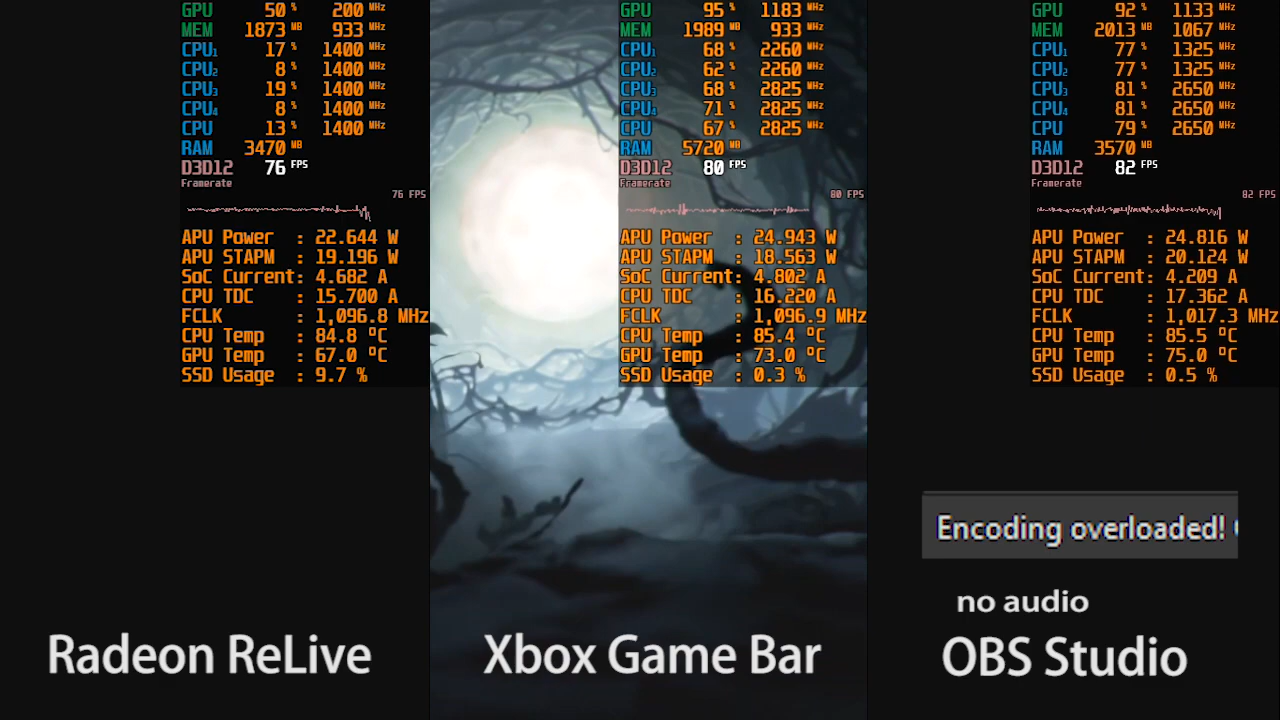 GPU 50 % 200 MHz
MEM 1873 MB 933 MHz
CPU1 17 % 1400 MHz
CPU2 8 % 1400 MHz
CPU3 19 % 1400 MHz
CPU4 8 % 1400 MHz
CPU 13 % 1400 MHz
RAM 3470 MB
D3D12 76 FPS
Framerate
76 FPS
APU Power : 22.644 W
APU STAPM : 19.196 W
SoC Current: 4.682 A
CPU TDC : 15.700 A
FCLK : 1,096.8 MHz
CPU Temp : 84.8 ºC
GPU Temp : 67.0 ºC
SSD Usage : 9.7 %
Radeon ReLive
GPU 95 % 1183 MHz
MEM 1989 MB 933 MHz
CPU1 68 % 2260 MHz
CPU2 62 % 2260 MHz
CPU3 68 % 2825 MHz
CPU4 71 % 2825 MHz
CPU 67 % 2825 MHz
RAM 5720 MB
D3D12 80 FPS
Framerate
80 FPS
APU Power : 24.943 W
APU STAPM : 18.563 W
SoC Current: 4.802 A
CPU TDC : 16.220 A
FCLK : 1,096.9 MHz
CPU Temp : 85.4 ºC
GPU Temp : 73.0 ºC
SSD Usage : 0.3 %
Xbox Game Bar
GPU 92 % 1133 MHz
MEM 2013 MB 1067 MHz
CPU1 77 % 1325 MHz
CPU2 77 % 1325 MHz
CPU3 81 % 2650 MHz
CPU4 81 % 2650 MHz
CPU 79 % 2650 MHz
RAM 3570 MB
D3D12 82 FPS
Framerate
82 FPS
APU Power : 24.816 W
APU STAPM : 20.124 W
SoC Current: 4.209 A
CPU TDC : 17.362 A
FCLK : 1,017.3 MHz
CPU Temp : 85.5 ºC
GPU Temp : 75.0 ºC
SSD Usage : 0.5 %
Encoding overloaded!
no audio
OBS Studio